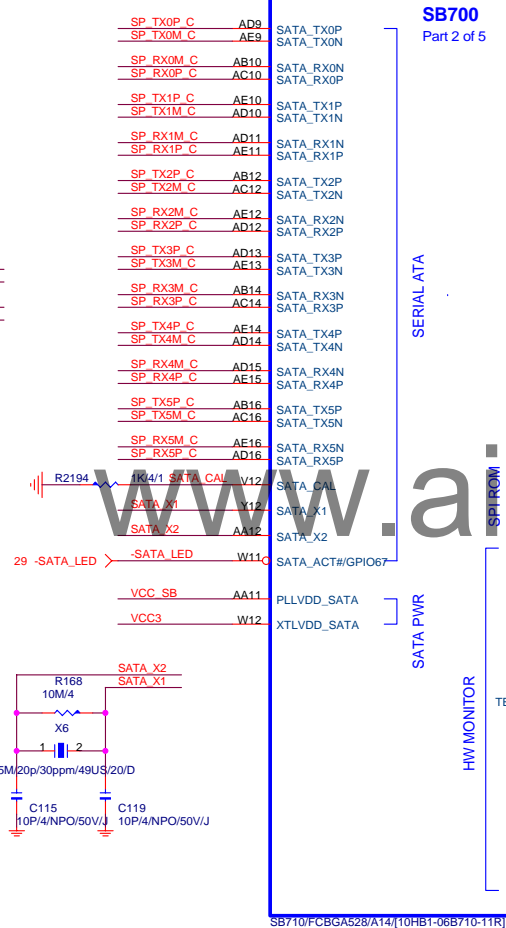 SB700
Part 2 of 5
SP_TX0P_C AD9 SATA_TX0P
SP_TX0M_C AE9 SATA_TX0N
SP_RX0M_C AB10 SATA_RX0N
SP_RX0P_C AC10 SATA_RX0P
SP_TX1P_C AE10 SATA_TX1P
SP_TX1M_C AD10 SATA_TX1N
SP_RX1M_C AD11 SATA_RX1N
SP_RX1P_C AE11 SATA_RX1P
SP_TX2P_C AB12 SATA_TX2P
SP_TX2M_C AC12 SATA_TX2N
SP_RX2M_C AE12 SATA_RX2N
SP_RX2P_C AD12 SATA_RX2P
SP_TX3P_C AD13 SATA_TX3P
SP_TX3M_C AE13 SATA_TX3N
SP_RX3M_C AB14 SATA_RX3N
SP_RX3P_C AC14 SATA_RX3P
SP_TX4P_C AE14 SATA_TX4P
SP_TX4M_C AD14 SATA_TX4N
SP_RX4M_C AD15 SATA_RX4N
SP_RX4P_C AE15 SATA_RX4P
SP_TX5P_C AB16 SATA_TX5P
SP_TX5M_C AC16 SATA_TX5N
SP_RX5M_C AE16 SATA_RX5N
SP_RX5P_C AD16 SATA_RX5P
SERIAL ATA
R2194 1K/4/1 SATA_CAL V12 SATA_CAL
SATA_X1 Y12 SATA_X1
SATA_X2 AA12 SATA_X2
www.ai
SPI ROM
29 -SATA_LED -SATA_LED W11 SATA_ACT#/GPIO67
VCC_SB AA11 PLLVDD_SATA
VCC3 W12 XTLVDD_SATA
SATA PWR
HW MONITOR
TE
SATA_X2
R168 SATA_X1
10M/4
X6
1 2
5M/20p/30ppm/49US/20/D
C115 C119
10P/4/NPO/50V/J 10P/4/NPO/50V/J
SB710/FCBGA528/A14/[10HB1-06B710-11R]